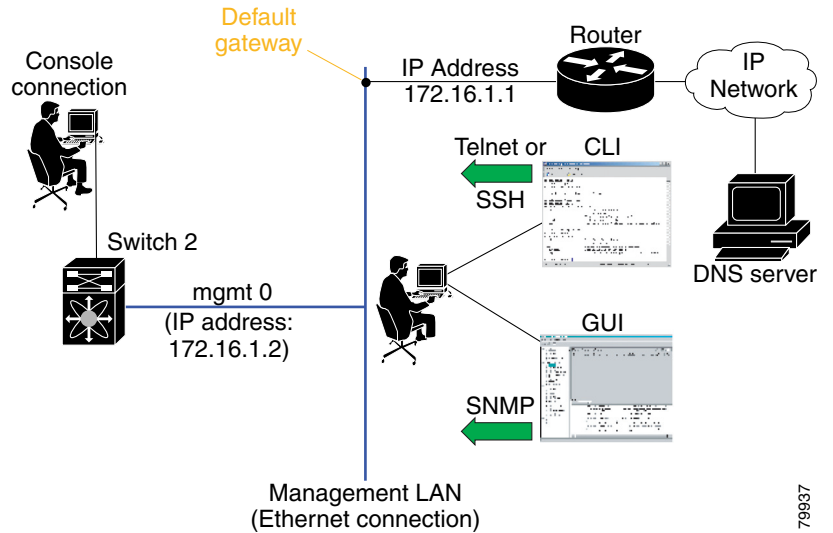 Default
gateway
Router
Console
connection
IP Address
172.16.1.1
IP
Network
Telnet or
CLI
SSH
Switch 2
DNS server
mgmt 0
(IP address:
172.16.1.2)
GUI
SNMP
Management LAN
(Ethernet connection)
79937